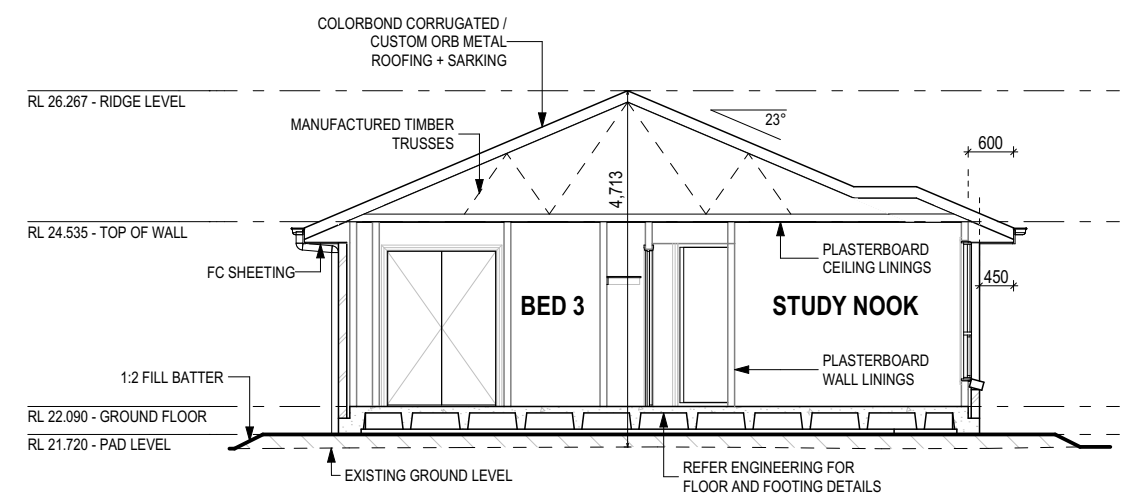 COLORBOND CORRUGATED /
CUSTOM ORB METAL
ROOFING + SARKING
RL 26.267 - RIDGE LEVEL
MANUFACTURED TIMBER
TRUSSES
23°
600
4,713
RL 24.535 - TOP OF WALL
FC SHEETING
PLASTERBOARD
CEILING LININGS
450
BED 3
STUDY NOOK
PLASTERBOARD
WALL LININGS
1:2 FILL BATTER
RL 22.090 - GROUND FLOOR
RL 21.720 - PAD LEVEL
EXISTING GROUND LEVEL
REFER ENGINEERING FOR
FLOOR AND FOOTING DETAILS